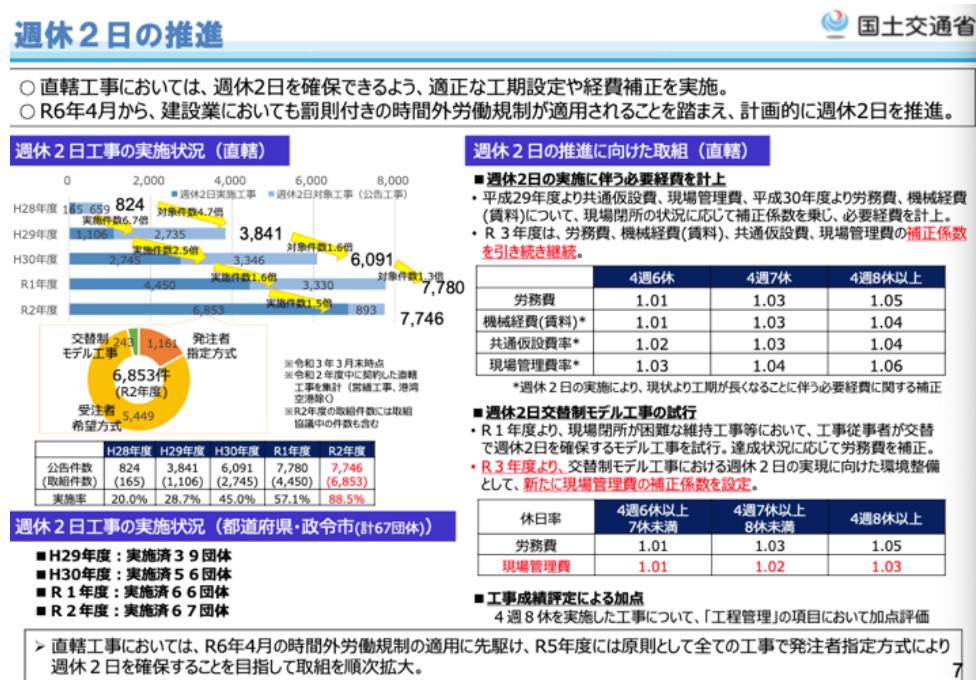 週休２日の推進
国土交通省
○ 直轄工事においては、週休2日を確保できるよう、適正な工期設定や経費補正を実施。
○ R6年4月から、建設業においても罰則付きの時間外労働規制が適用されることを踏まえ、計画的に週休2日を推進。
週休２日工事の実施状況（直轄）
0 2,000 4,000 6,000 8,000
■週休2日実施工事 ■週休2日対象工事（公告工事）
H28年度 165 659 824 対象件数4.7倍
実施件数6.7倍
H29年度 1,106 2,735 3,841 対象件数1.6倍
実施件数2.5倍
H30年度 2,745 3,346 6,091 対象件数1.3倍
実施件数1.6倍
R1年度 4,450 3,330 7,780
実施件数1.5倍
R2年度 6,853 893 7,746
交替制
モデル工事 243
1,161 発注者
指定方式
6,853件
(R2年度)
受注者
希望方式 5,449
※令和３年３月末時点
※令和２年度中に契約した直轄
工事を集計（営繕工事、港湾
空港除く）
※R2年度の取組件数には取組
協議中の件数も含む
H28年度 H29年度 H30年度 R1年度 R2年度
公告件数 824 3,841 6,091 7,780 7,746
(取組件数) (165) (1,106) (2,745) (4,450) (6,853)
実施率 20.0% 28.7% 45.0% 57.1% 88.5%
週休２日工事の実施状況（都道府県・政令市(計67団体)）
■H29年度：実施済３９団体
■H30年度：実施済５６団体
■Ｒ１年度：実施済６６団体
■Ｒ２年度：実施済６７団体
週休２日の推進に向けた取組（直轄）
■週休2日の実施に伴う必要経費を計上
・平成29年度より共通仮設費、現場管理費、平成30年度より労務費、機械経費
(賃料)について、現場閉所の状況に応じて補正係数を乗じ、必要経費を計上。
・Ｒ３年度は、労務費、機械経費(賃料)、共通仮設費、現場管理費の補正係数
を引き続き継続。
4週6休 4週7休 4週8休以上
労務費 1.01 1.03 1.05
機械経費(賃料)* 1.01 1.03 1.04
共通仮設費率* 1.02 1.03 1.04
現場管理費率* 1.03 1.04 1.06
*週休２日の実施により、現状より工期が長くなることに伴う必要経費に関する補正
■週休2日交替制モデル工事の試行
・Ｒ１年度より、現場閉所が困難な維持工事等において、工事従事者が交替
で週休2日を確保するモデル工事を試行。達成状況に応じて労務費を補正。
・Ｒ３年度より、交替制モデル工事における週休２日の実現に向けた環境整備
として、新たに現場管理費の補正係数を設定。
休日率 4週6休以上 4週7休以上 4週8休以上
7休未満 8休未満
労務費 1.01 1.03 1.05
現場管理費 1.01 1.02 1.03
■工事成績評定による加点
４週８休を実施した工事について、「工程管理」の項目において加点評価
➢ 直轄工事においては、R6年4月の時間外労働規制の適用に先駆け、R5年度には原則として全ての工事で発注者指定方式により
週休２日を確保することを目指して取組を順次拡大。
7